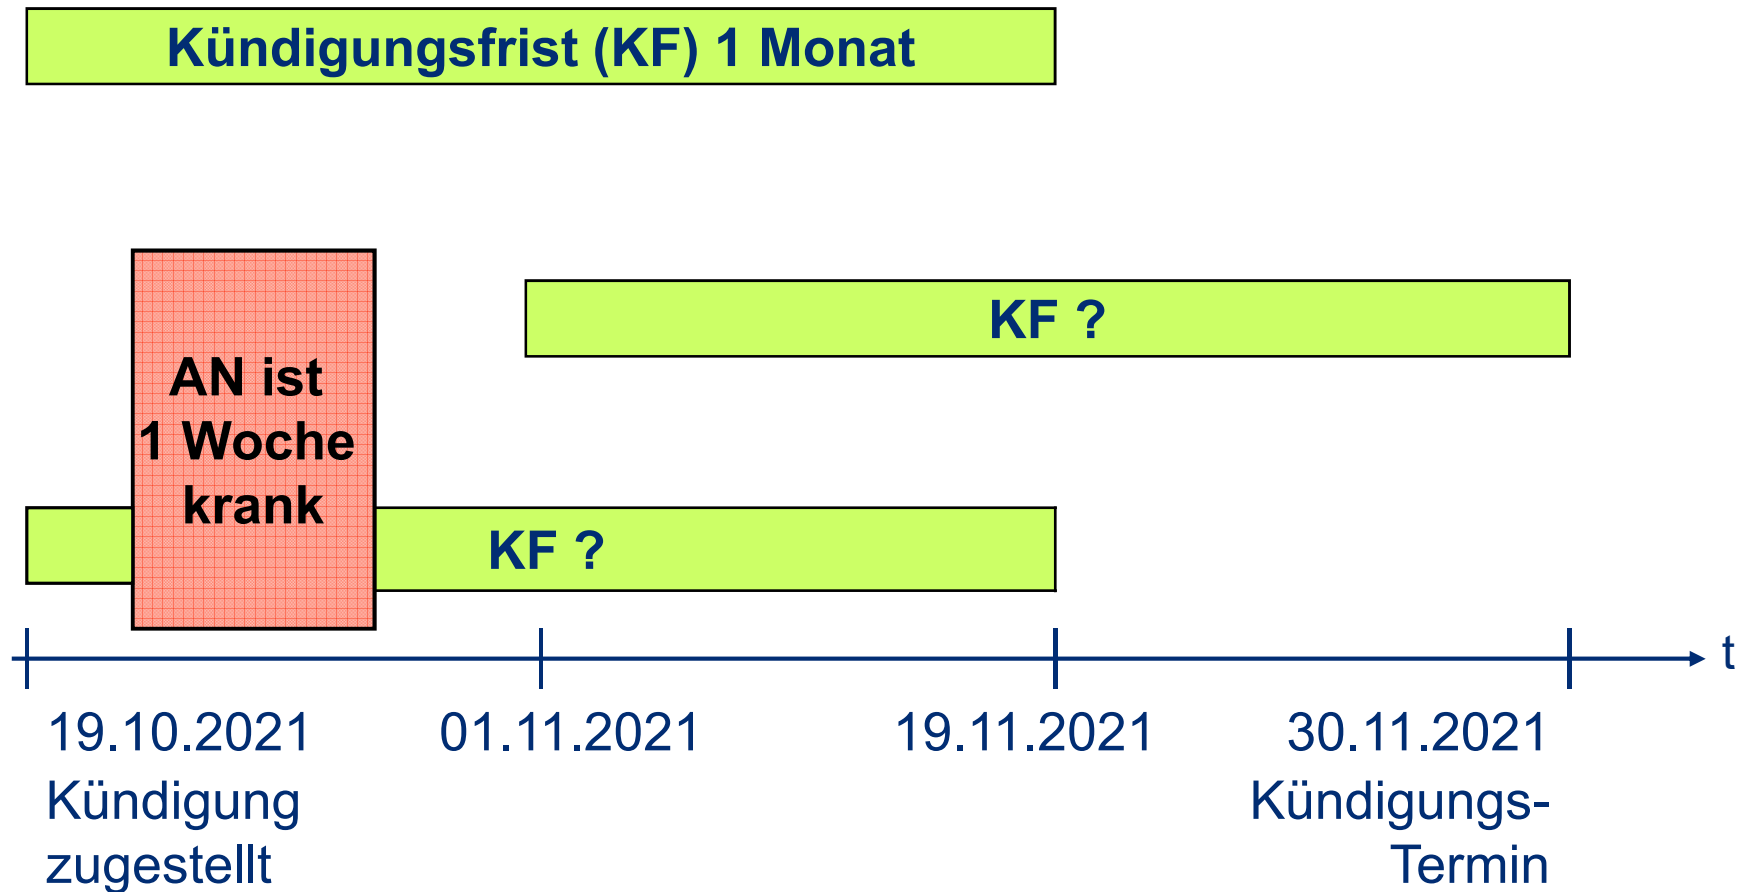 Kündigungsfrist (KF) 1 Monat
KF ?
AN ist
1 Woche
krank
KF ?
t
19.10.2021 01.11.2021 19.11.2021 30.11.2021
Kündigung Kündigungs-
zugestellt Termin